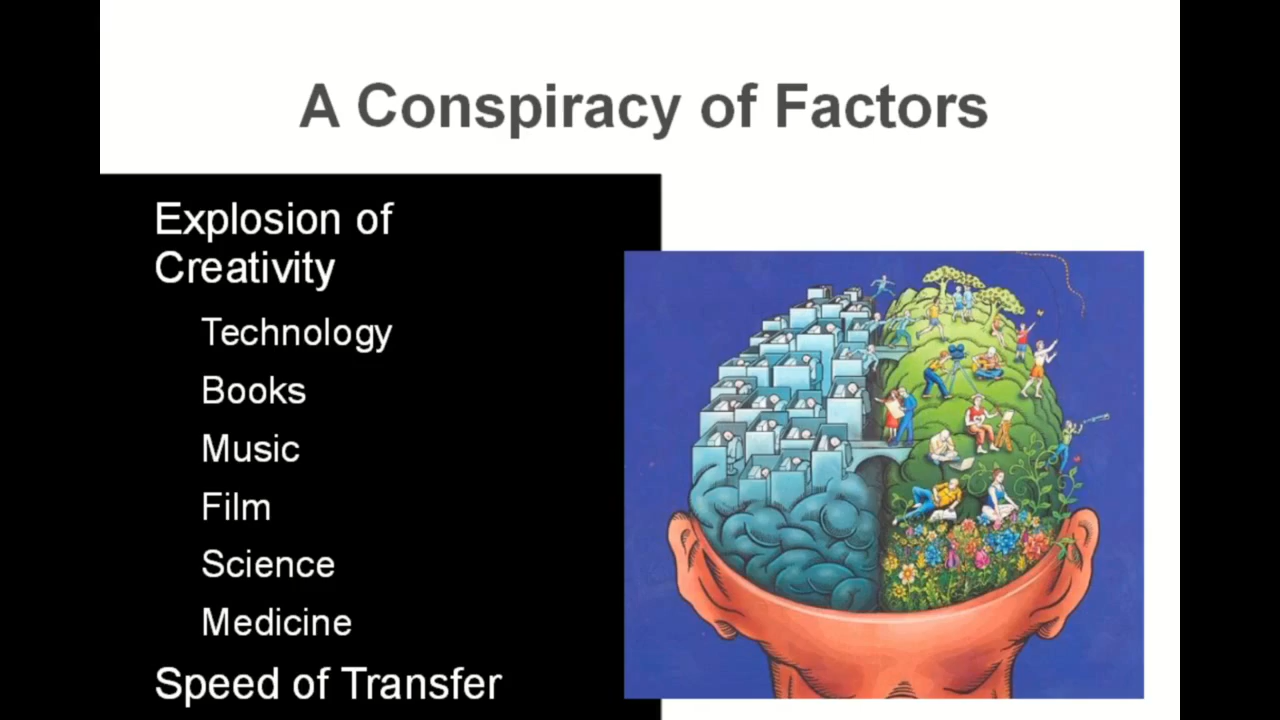 A Conspiracy of Factors
Explosion of
Creativity
Technology
Books
Music
Film
Science
Medicine
Speed of Transfer